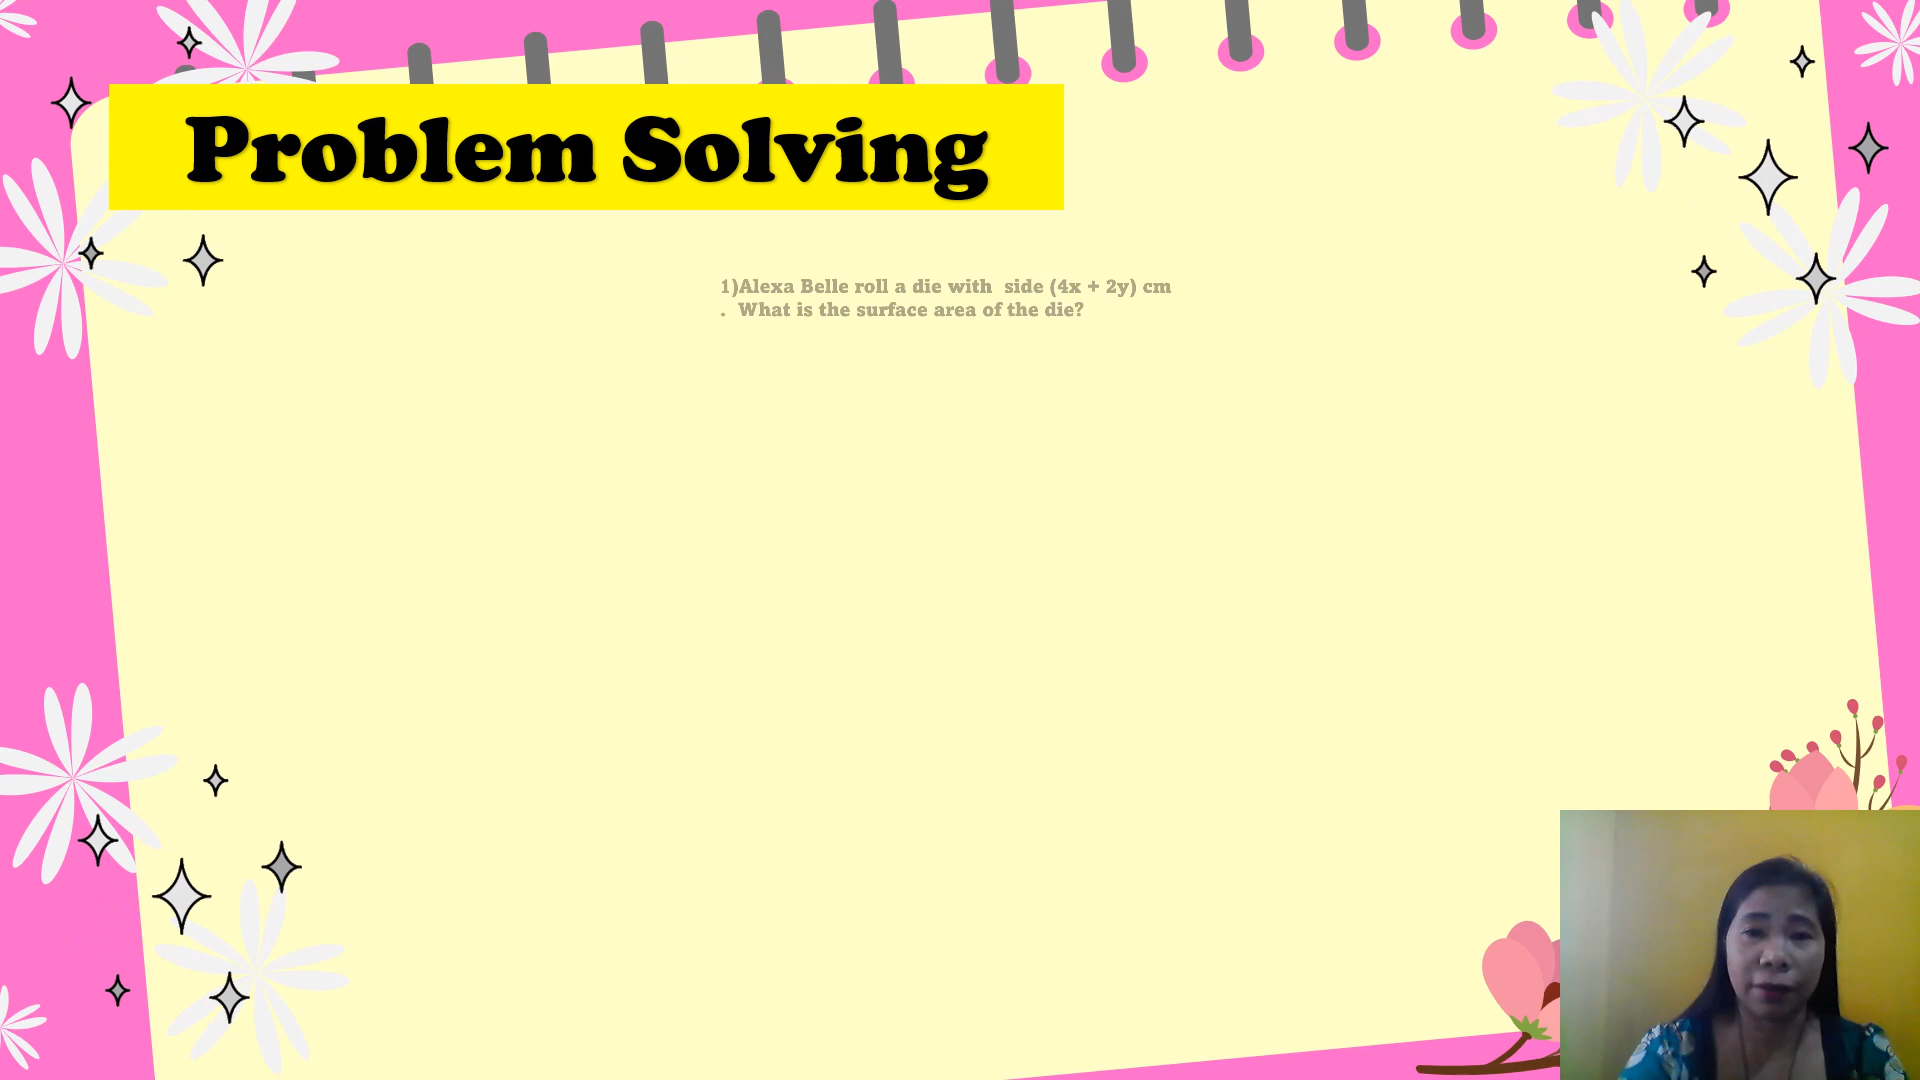 Problem Solving
1)Alexa Belle roll a die with  side (4x + 2y) cm
.  What is the surface area of the die?